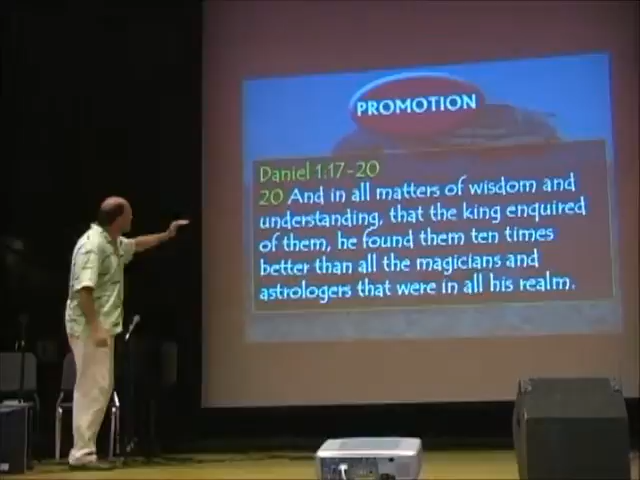 PROMOTION
Daniel 1:17-20
20 And in all matters of wisdom and
understanding, that the king enquired
of them, he found them ten times
better than all the magicians and
astrologers that were in all his realm.